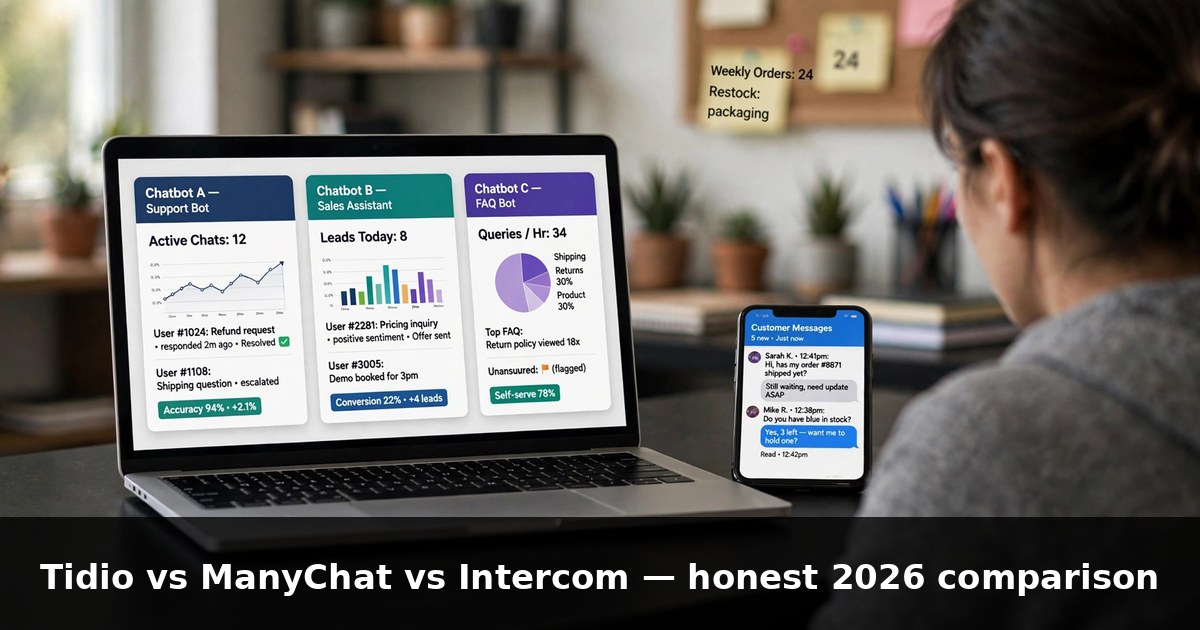 Weekly Orders: 24
Restock:
packaging
24
Chatbot A —
Support Bot
Active Chats: 12
User #1024: Refund request
• responded 2m ago • Resolved ✅
User #1108:
Shipping question • escalated
Accuracy 94% • +2.1%
Chatbot B —
Sales Assistant
Leads Today: 8
User #2281: Pricing inquiry
• positive sentiment • Offer sent
User #3005:
Demo booked for 3pm
Conversion 22% • +4 leads
Chatbot C —
FAQ Bot
Queries / Hr: 34
Shipping
Returns
30%
Product
30%
Top FAQ:
Return policy viewed 18x
Unansured: 🚩 (flagged)
Self-serve 78%
Customer Messages
5 new • Just now
Sarah K. • 12:41pm:
Hi, has my order #8871
shipped yet?
Still waiting, need update
ASAP
Mike R. • 12:38pm:
Do you have blue in stock?
Yes, 3 left — want me to
hold one?
Read • 12:42pm
Tidio vs ManyChat vs Intercom — honest 2026 comparison